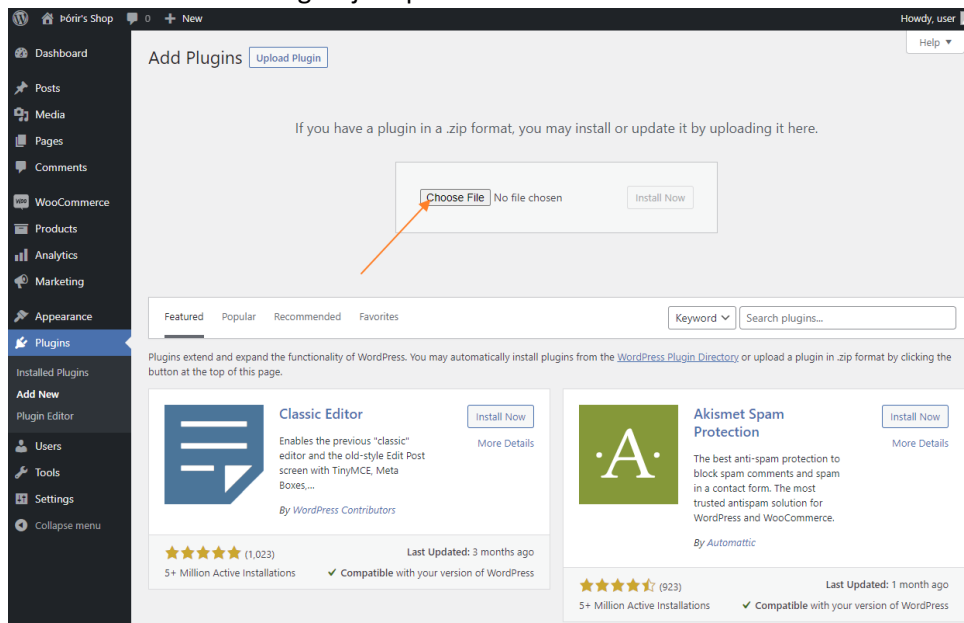 Þórir's Shop 0 + New Howdy, user
Help ▼
Dashboard
Posts
Media
Pages
Comments
WooCommerce
Products
Analytics
Marketing
Appearance
Plugins
Installed Plugins
Add New
Plugin Editor
Users
Tools
Settings
Collapse menu
Add Plugins Upload Plugin
If you have a plugin in a .zip format, you may install or update it by uploading it here.
Choose File No file chosen Install Now
Featured Popular Recommended Favorites Keyword Search plugins...
Plugins extend and expand the functionality of WordPress. You may automatically install plugins from the WordPress Plugin Directory or upload a plugin in .zip format by clicking the
button at the top of this page.
Classic Editor
Install Now
More Details
Enables the previous "classic"
editor and the old-style Edit Post
screen with TinyMCE, Meta
Boxes,...
By WordPress Contributors
(1,023) Last Updated: 3 months ago
5+ Million Active Installations ✓ Compatible with your version of WordPress
·A·
Akismet Spam
Protection
Install Now
More Details
The best anti-spam protection to
block spam comments and spam
in a contact form. The most
trusted antispam solution for
WordPress and WooCommerce.
By Automattic
(923) Last Updated: 1 month ago
5+ Million Active Installations ✓ Compatible with your version of WordPress